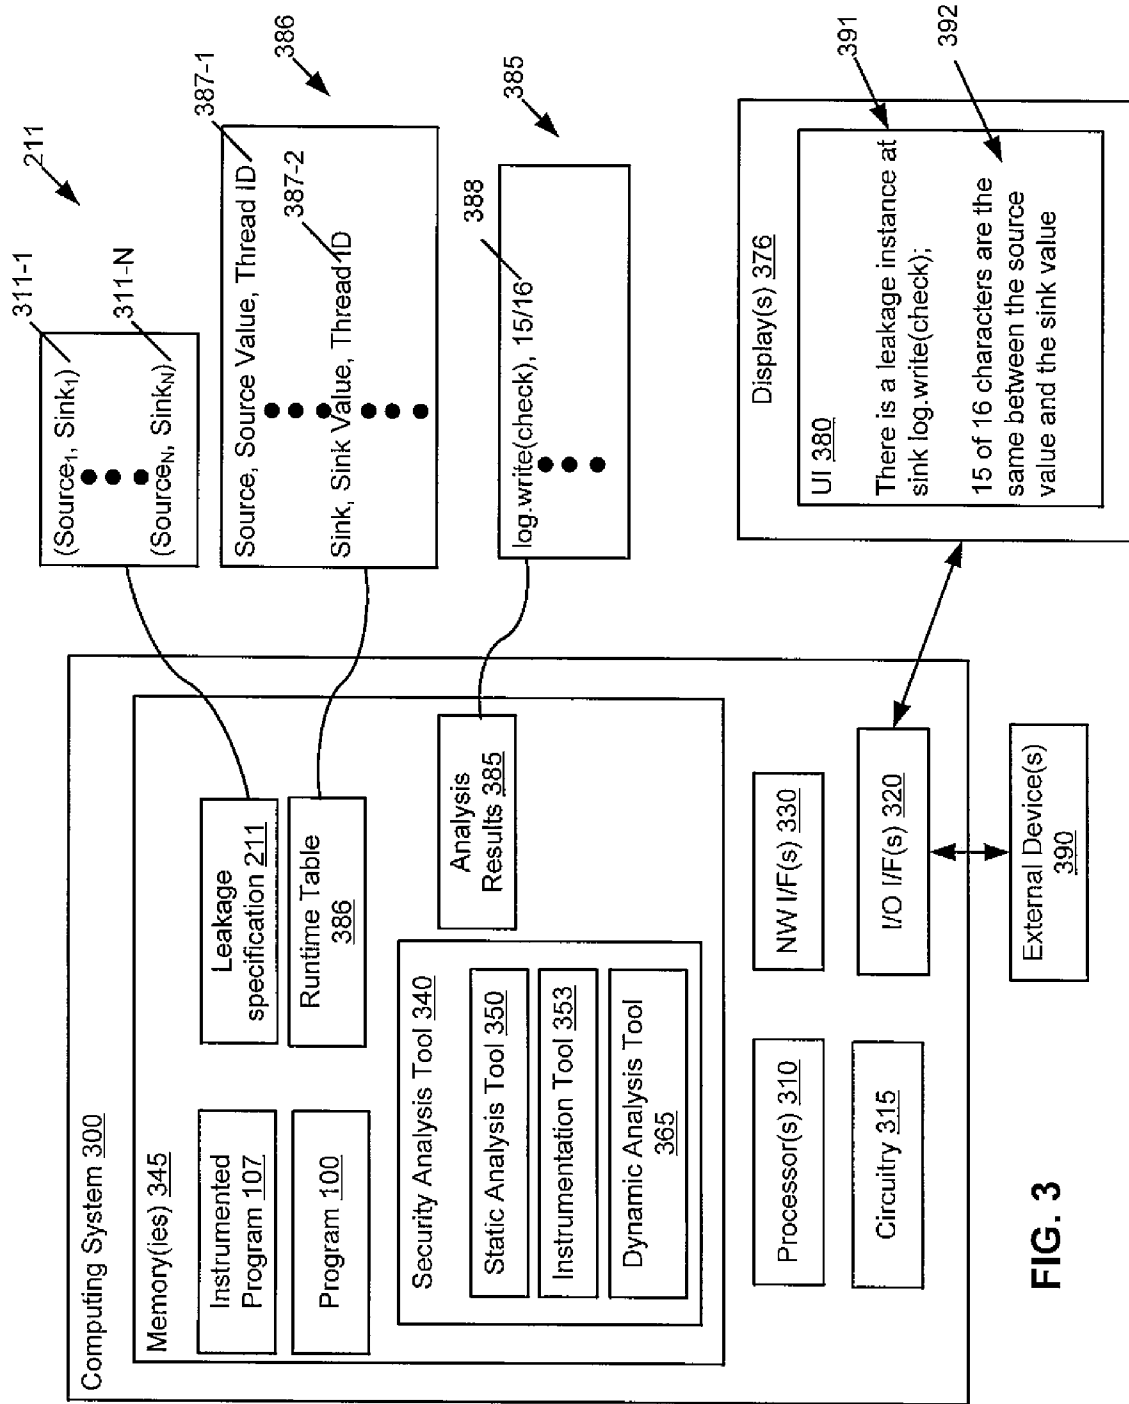 Computing System 300
Memory(ies) 345
Instrumented
Program 107
Leakage
specification 211
Program 100
Runtime Table
386
Security Analysis Tool 340
Static Analysis Tool 350
Instrumentation Tool 353
Dynamic Analysis Tool
365
Analysis
Results 385
Processor(s) 310
NW I/F(s) 330
Circuitry 315
I/O I/F(s) 320
External Device(s)
390
211
311-1
(Source1, Sink1)
311-N
(SourceN, SinkN)
386
387-1
Source, Source Value, Thread ID
387-2
Sink, Sink Value, Thread ID
385
388
log.write(check), 15/16
Display(s) 376
UI 380
391
There is a leakage instance at
sink log.write(check);
392
15 of 16 characters are the
same between the source
value and the sink value
FIG. 3